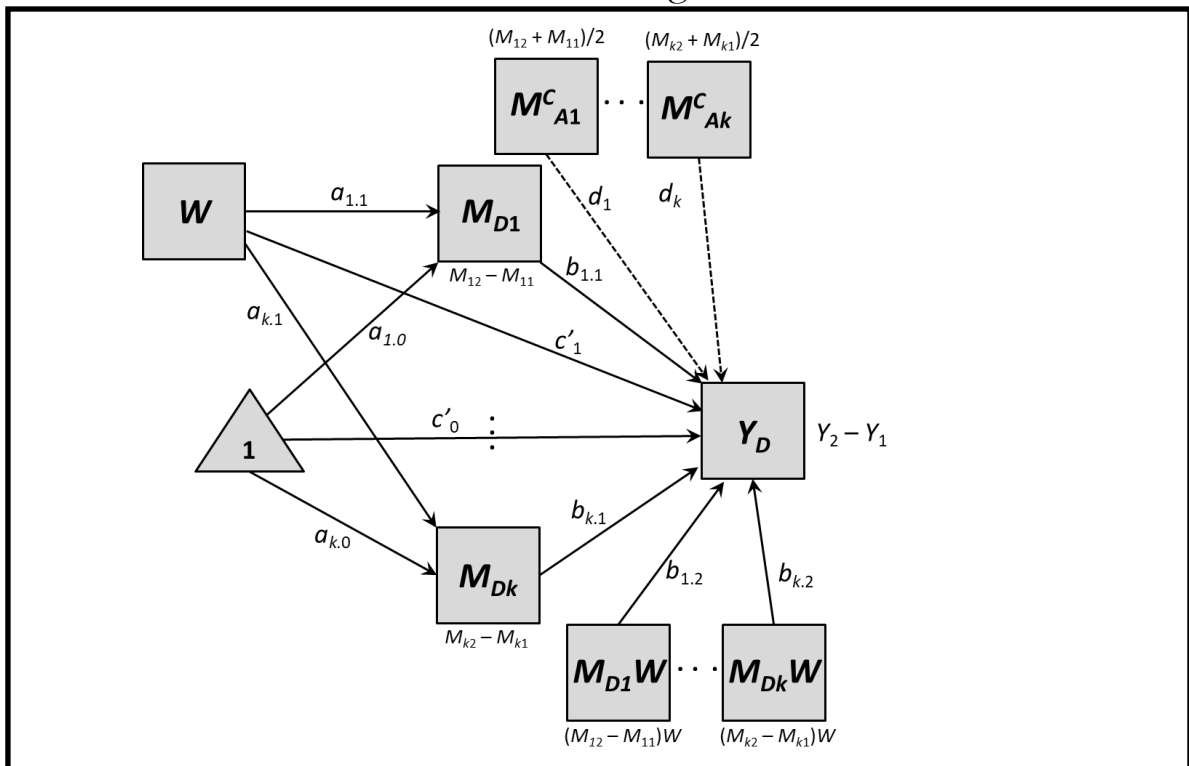 (M12 + M11)/2
(Mk2 + Mk1)/2
M^C_A1 · · · M^C_Ak
W
a1.1
MD1
M12 – M11
d1
dk
b1.1
ak.1
a1.0
c'1
1
c'0
YD
Y2 – Y1
ak.0
bk.1
MDk
Mk2 – Mk1
b1.2
bk.2
MD1W · · · MDkW
(M12 – M11)W
(Mk2 – Mk1)W